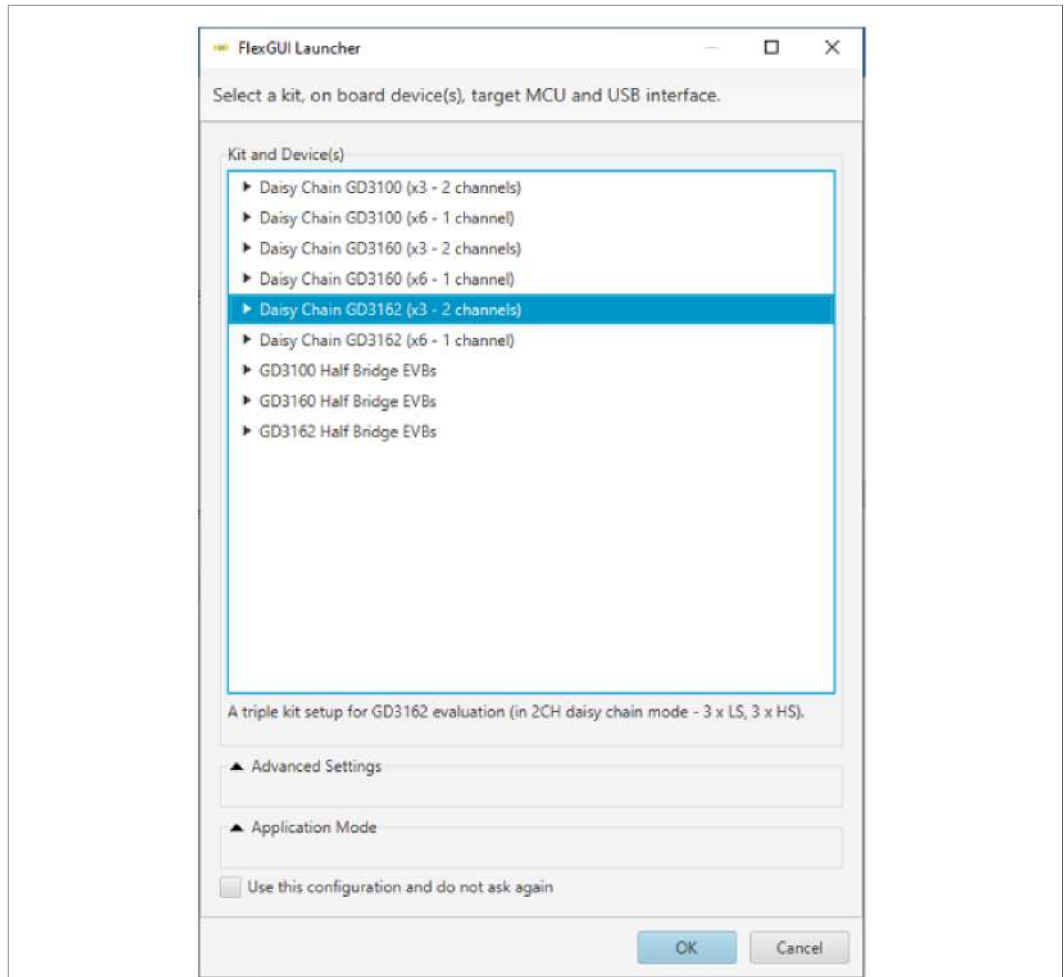 FlexGUI Launcher
Select a kit, on board device(s), target MCU and USB interface.
Kit and Device(s)
Daisy Chain GD3100 (x3 - 2 channels)
Daisy Chain GD3100 (x6 - 1 channel)
Daisy Chain GD3160 (x3 - 2 channels)
Daisy Chain GD3160 (x6 - 1 channel)
Daisy Chain GD3162 (x3 - 2 channels)
Daisy Chain GD3162 (x6 - 1 channel)
GD3100 Half Bridge EVBs
GD3160 Half Bridge EVBs
GD3162 Half Bridge EVBs
A triple kit setup for GD3162 evaluation (in 2CH daisy chain mode - 3 x LS, 3 x HS).
Advanced Settings
Application Mode
Use this configuration and do not ask again
OK Cancel